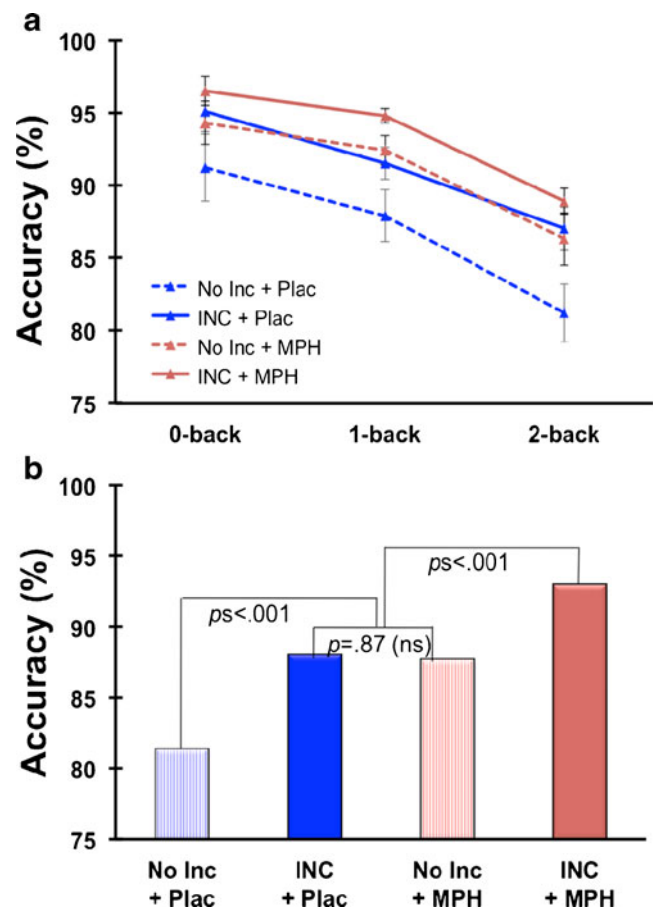 a
100
95
90
85
80
75
Accuracy (%)
No Inc + Plac
INC + Plac
No Inc + MPH
INC + MPH
0-back 1-back 2-back
b
100
95
90
85
80
75
Accuracy (%)
ps<.001
ps<.001
p=.87 (ns)
No Inc INC No Inc INC
+ Plac + Plac + MPH + MPH